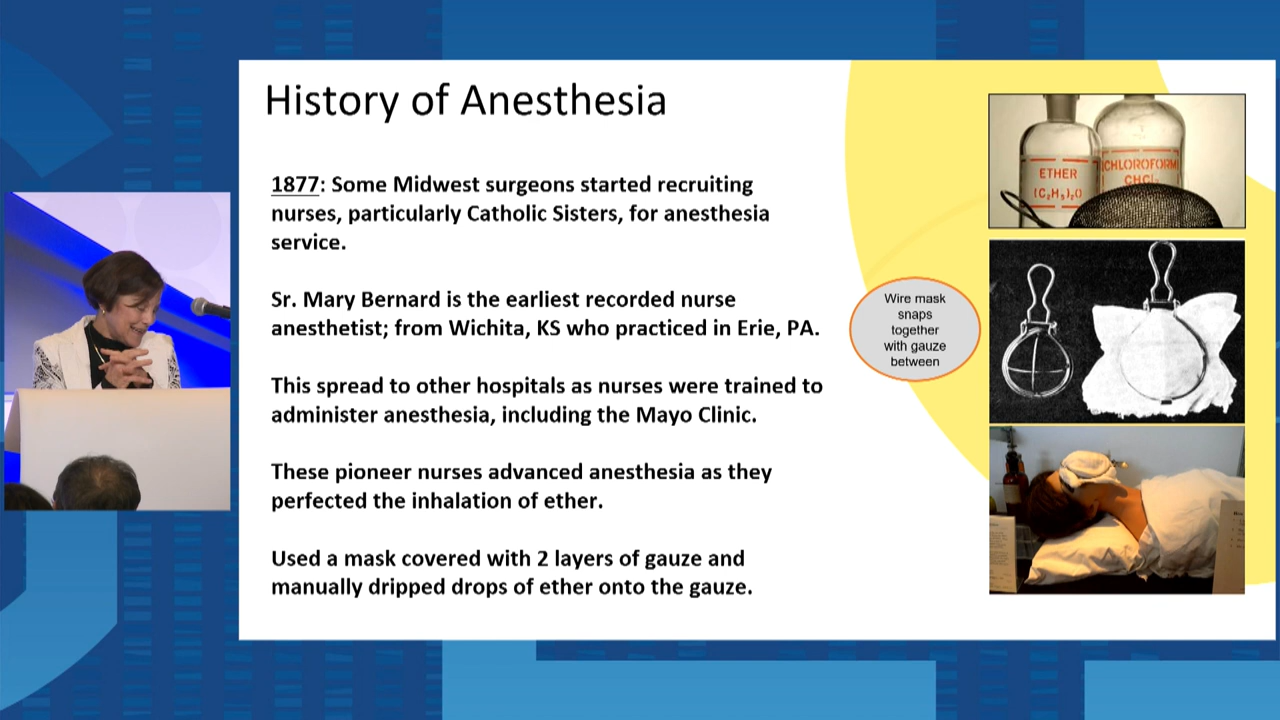 History of Anesthesia
1877: Some Midwest surgeons started recruiting
nurses, particularly Catholic Sisters, for anesthesia
service.
Sr. Mary Bernard is the earliest recorded nurse
anesthetist; from Wichita, KS who practiced in Erie, PA.
This spread to other hospitals as nurses were trained to
administer anesthesia, including the Mayo Clinic.
These pioneer nurses advanced anesthesia as they
perfected the inhalation of ether.
Used a mask covered with 2 layers of gauze and
manually dripped drops of ether onto the gauze.
Wire mask
snaps
together
with gauze
between
ETHER
(C₂H₅)₂O
CHLOROFORM
CHCl₃